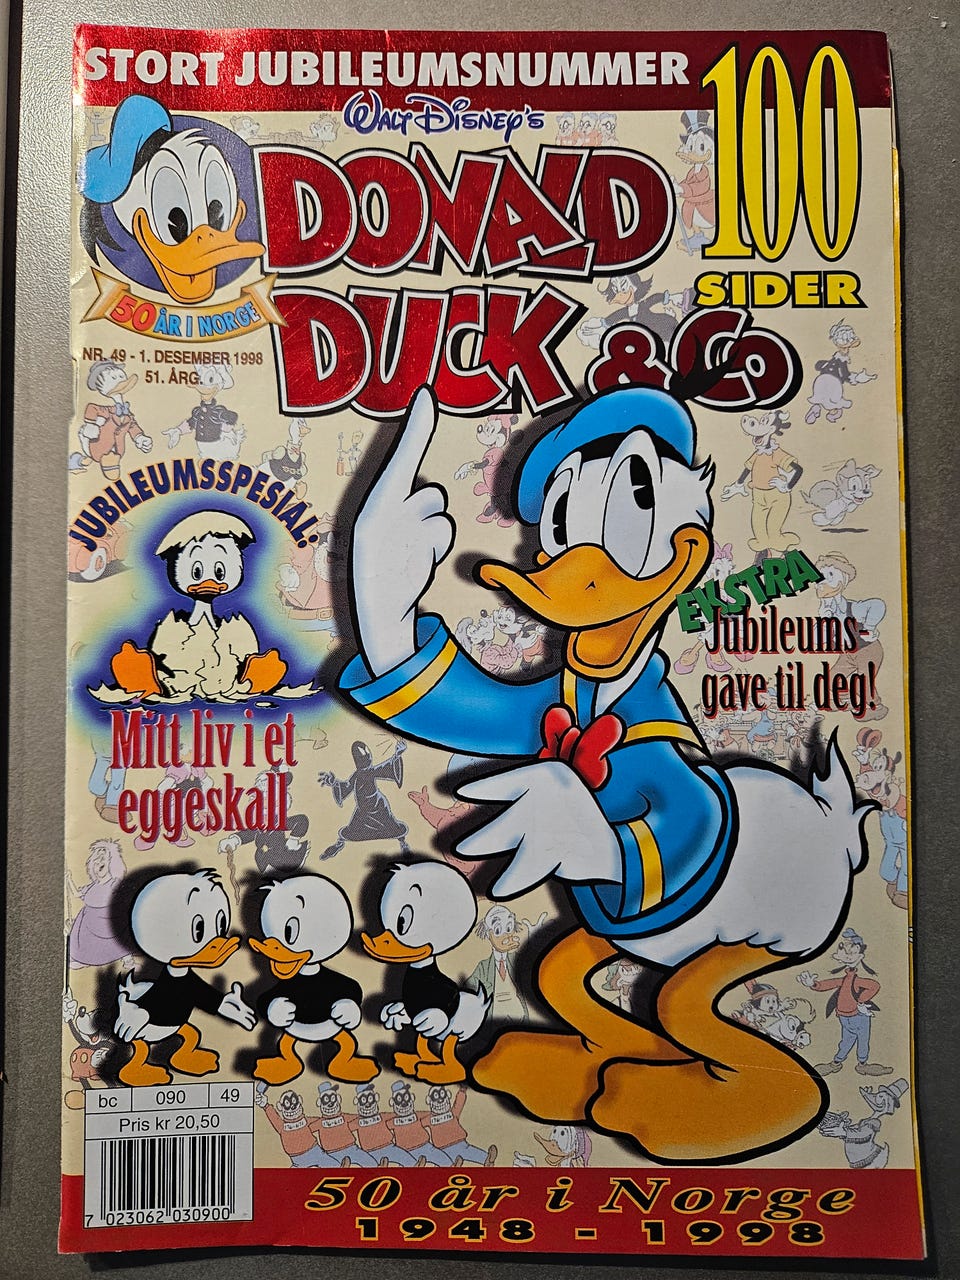 STORT JUBILEUMSNUMMER
100
SIDER
WALT DISNEY'S
DONALD
DUCK & CO
50 ÅR I NORGE
NR. 49 - 1. DESEMBER 1998
51. ÅRG.
JUBILEUMSSPESIAL:
Mitt liv i et
eggeskall
EKSTRA
Jubileums-
gave til deg!
bc 090 49
Pris kr 20,50
7 023062 030900
50 år i Norge
1948 - 1998